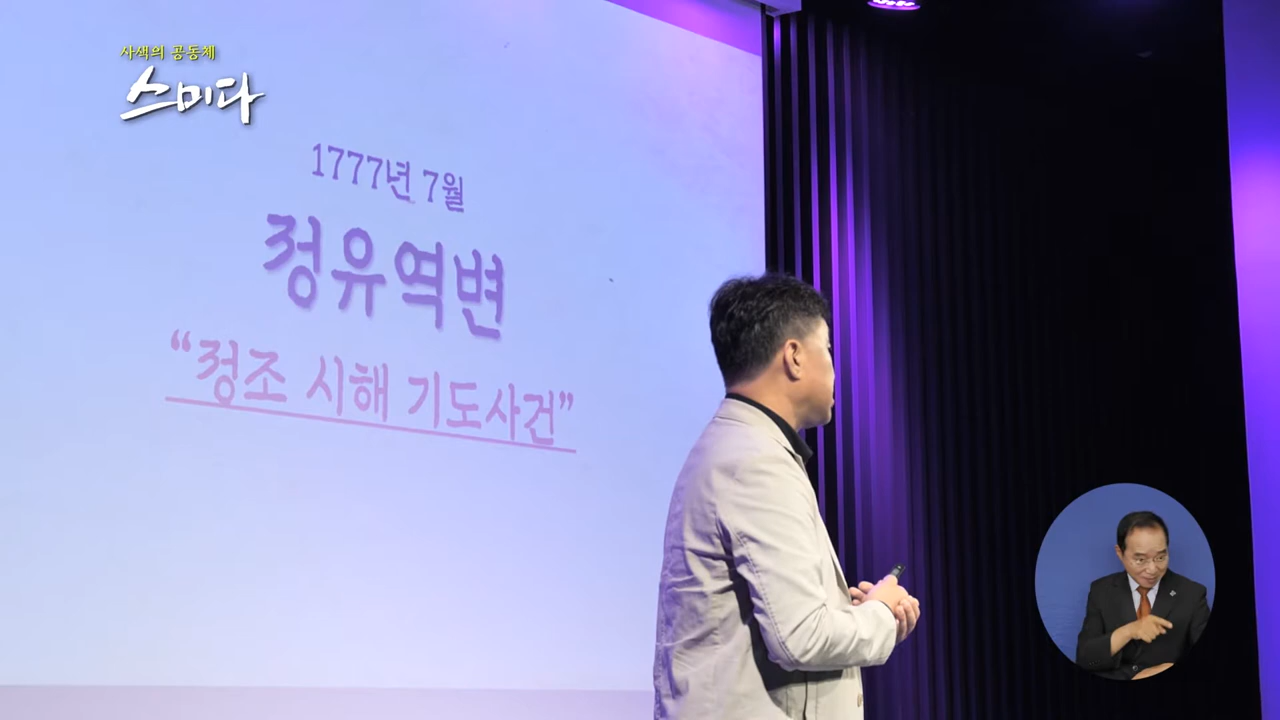 사색의 공동체
스미다
1777년 7월
정유역변
“정조 시해 기도사건”